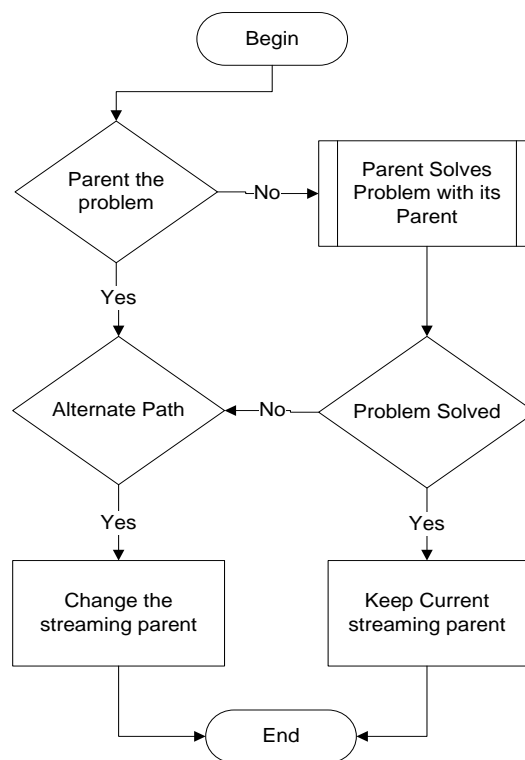 Begin
Parent the
problem
No
Parent Solves
Problem with its
Parent
Yes
Alternate Path
No
Problem Solved
Yes
Yes
Change the
streaming parent
Keep Current
streaming parent
End